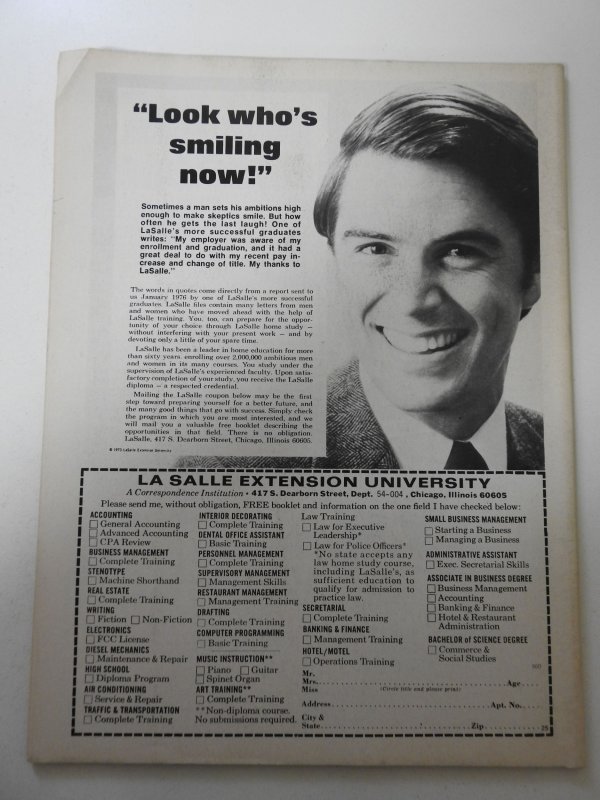 “Look who’s
smiling
now!”
Sometimes a man sets his ambitions high
enough to make skeptics smile. But how
often he gets the last laugh! One of
LaSalle's more successful graduates
writes: "My employer was aware of my
enrollment and graduation, and it had a
great deal to do with my recent pay in-
crease and change of title. My thanks to
LaSalle."
The words in quotes come directly from a report sent to
us January 1976 by one of LaSalle's more successful
graduates. LaSalle files contain many letters from men
and women who have moved ahead with the help of
LaSalle training. You, too, can prepare for the oppor-
tunity of your choice through LaSalle home study –
without interfering with your present work – and by
devoting only a little of your spare time.
LaSalle has been a leader in home education for more
than sixty years, enrolling over 2,000,000 ambitious men
and women in its many courses. You study under the
supervision of LaSalle's experienced faculty. Upon satis-
factory completion of your study, you receive the LaSalle
diploma – a respected credential.
Mailing the LaSalle coupon below may be the first
step toward preparing yourself for a better future, and
the many good things that go with success. Simply check
the program in which you are most interested, and we
will mail you a valuable free booklet describing the
opportunities in that field. There is no obligation.
LaSalle, 417 S. Dearborn Street, Chicago, Illinois 60605.
© 1975 LaSalle Extension University
LA SALLE EXTENSION UNIVERSITY
A Correspondence Institution • 417 S. Dearborn Street, Dept. 54-004, Chicago, Illinois 60605
Please send me, without obligation, FREE booklet and information on the one field I have checked below:
ACCOUNTING
General Accounting
Advanced Accounting
CPA Review
BUSINESS MANAGEMENT
Complete Training
STENOTYPE
Machine Shorthand
REAL ESTATE
Complete Training
WRITING
Fiction Non-Fiction
ELECTRONICS
FCC License
DIESEL MECHANICS
Maintenance & Repair
HIGH SCHOOL
Diploma Program
AIR CONDITIONING
Service & Repair
TRAFFIC & TRANSPORTATION
Complete Training
INTERIOR DECORATING
Complete Training
DENTAL OFFICE ASSISTANT
Basic Training
PERSONNEL MANAGEMENT
Complete Training
SUPERVISORY MANAGEMENT
Management Skills
RESTAURANT MANAGEMENT
Management Training
DRAFTING
Complete Training
COMPUTER PROGRAMMING
Basic Training
MUSIC INSTRUCTION**
Piano Guitar
Spinet Organ
ART TRAINING**
Complete Training
**Non-diploma course.
No submissions required.
Law Training
Law for Executive
Leadership*
Law for Police Officers*
*No state accepts any
law home study course,
including LaSalle's, as
sufficient education to
qualify for admission to
practice law.
SECRETARIAL
Complete Training
BANKING & FINANCE
Management Training
HOTEL/MOTEL
Operations Training
SMALL BUSINESS MANAGEMENT
Starting a Business
Managing a Business
ADMINISTRATIVE ASSISTANT
Exec. Secretarial Skills
ASSOCIATE IN BUSINESS DEGREE
Business Management
Accounting
Banking & Finance
Hotel & Restaurant
Administration
BACHELOR of SCIENCE DEGREE
Commerce &
Social Studies
Mr.
Mrs. Age
Miss (Circle title and please print)
Address Apt. No.
City &
State Zip 25